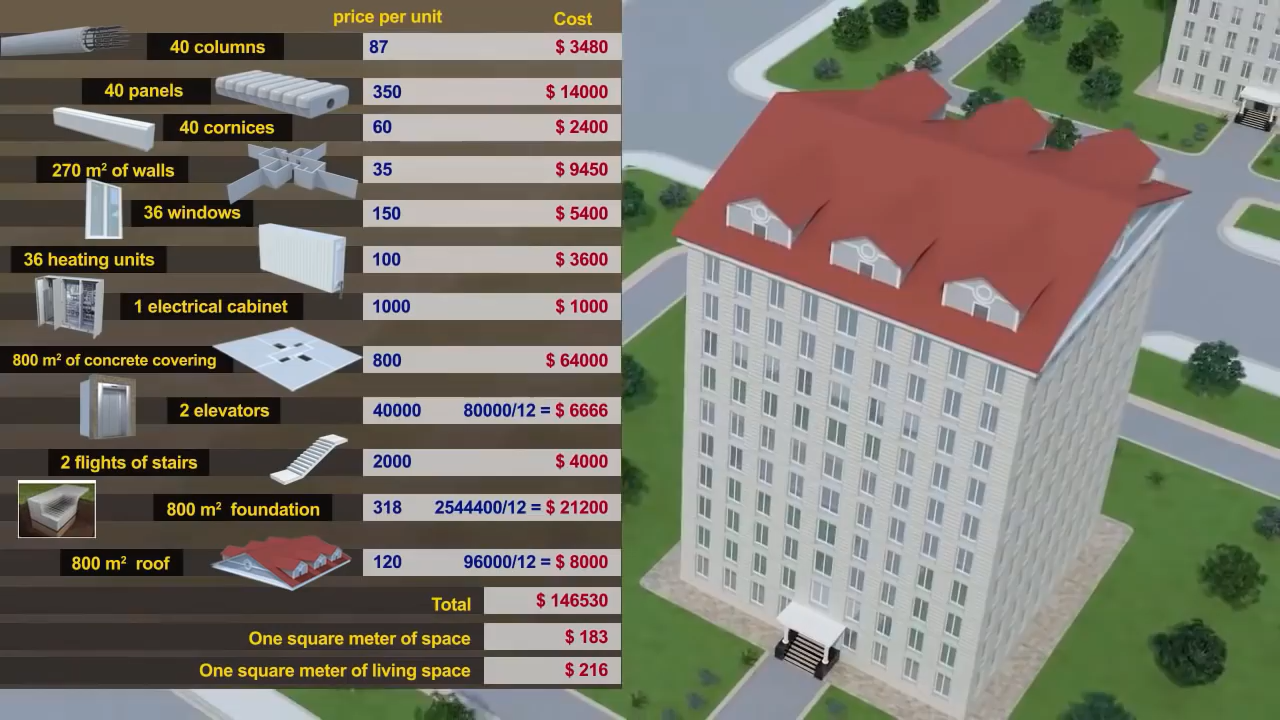 price per unit Cost
40 columns 87 $ 3480
40 panels 350 $ 14000
40 cornices 60 $ 2400
270 m² of walls 35 $ 9450
36 windows 150 $ 5400
36 heating units 100 $ 3600
1 electrical cabinet 1000 $ 1000
800 m² of concrete covering 800 $ 64000
2 elevators 40000 80000/12 = $ 6666
2 flights of stairs 2000 $ 4000
800 m² foundation 318 2544400/12 = $ 21200
800 m² roof 120 96000/12 = $ 8000
Total $ 146530
One square meter of space $ 183
One square meter of living space $ 216